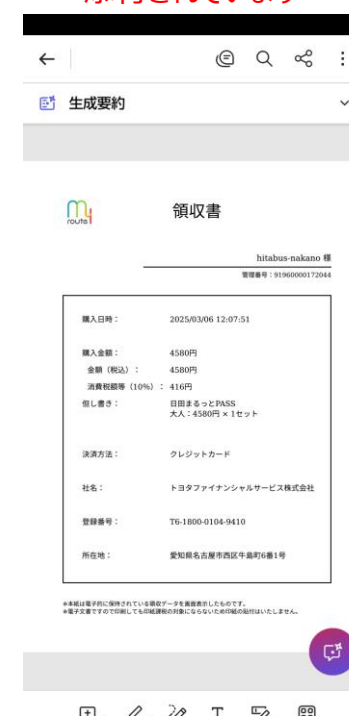 生成要約
my
route
領収書
hitabus-nakano 様
管理番号：91960000172044
購入日時： 2025/03/06 12:07:51
購入金額： 4580円
金額（税込）： 4580円
消費税額等（10%）： 416円
但し書き： 日田まるっとPASS
大人：4580円 × 1セット
決済方法： クレジットカード
社名： トヨタファイナンシャルサービス株式会社
登録番号： T6-1800-0104-9410
所在地： 愛知県名古屋市西区牛島町6番1号
※本紙は電子的に保持されている領収データを画面表示したものです。
※電子文書ですので印刷しても印紙課税の対象にならないため印紙の貼付はいたしません。